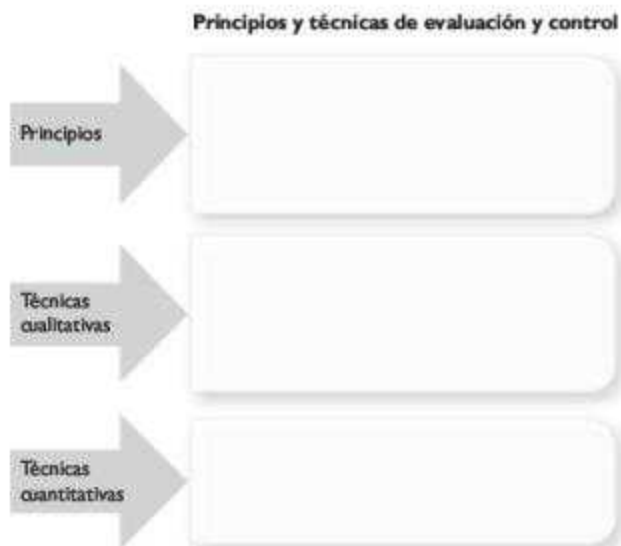 Principios y técnicas de evaluación y control
Principios
Técnicas
cualitativas
Técnicas
cuantitativas